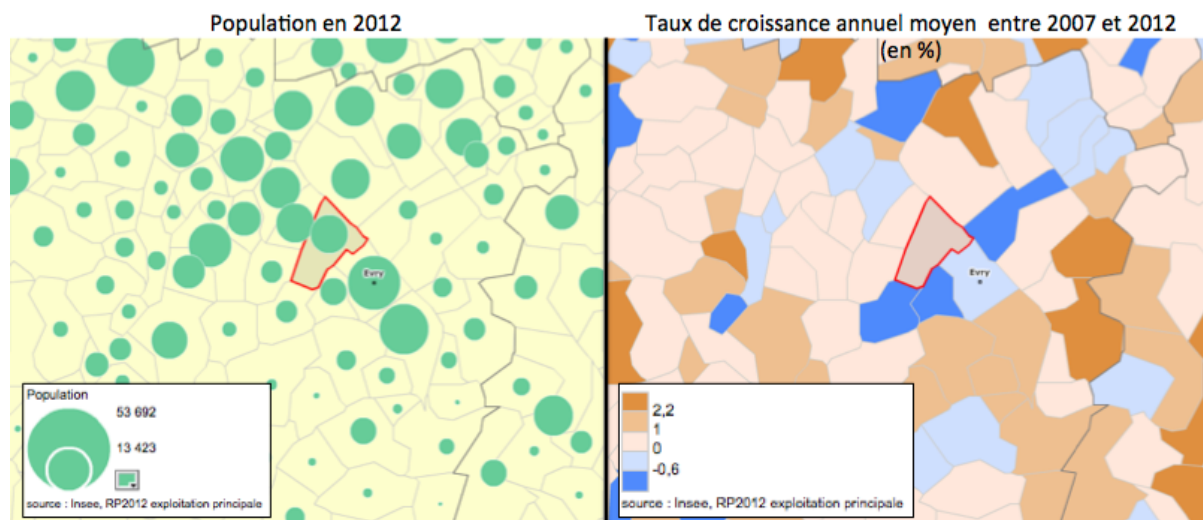 Population en 2012
Evry
Population
53 692
13 423
source : Insee, RP2012 exploitation principale
Taux de croissance annuel moyen entre 2007 et 2012
(en %)
Evry
2,2
1
0
-0,6
source : Insee, RP2012 exploitation principale